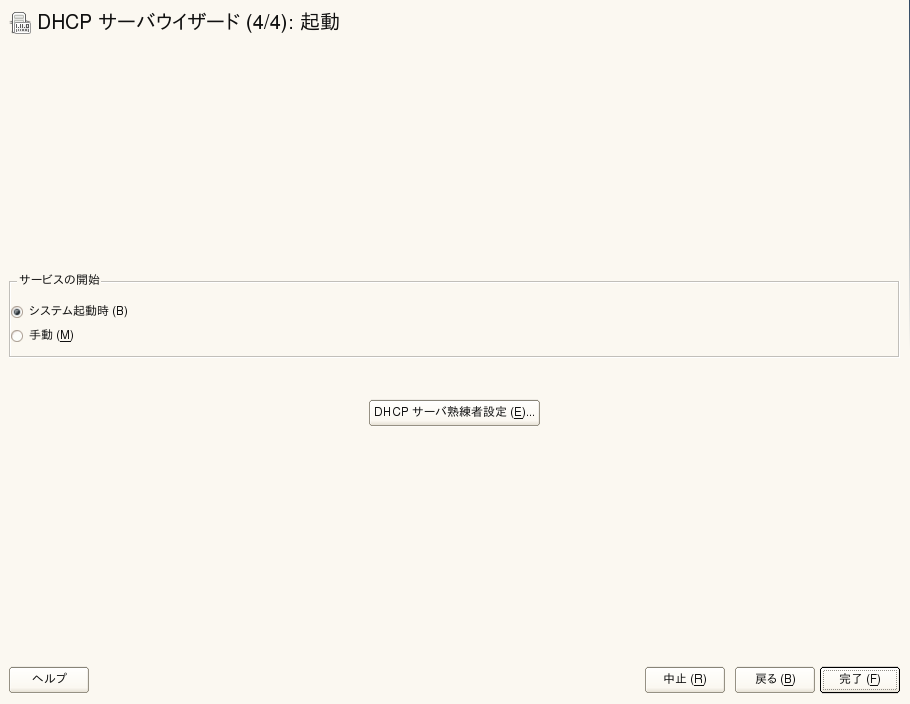 DHCP サーバウイザード (4/4): 起動
サービスの開始
システム起動時 (B)
手動 (M)
DHCP サーバ熟練者設定 (E)...
ヘルプ
中止 (R)
戻る (B)
完了 (F)